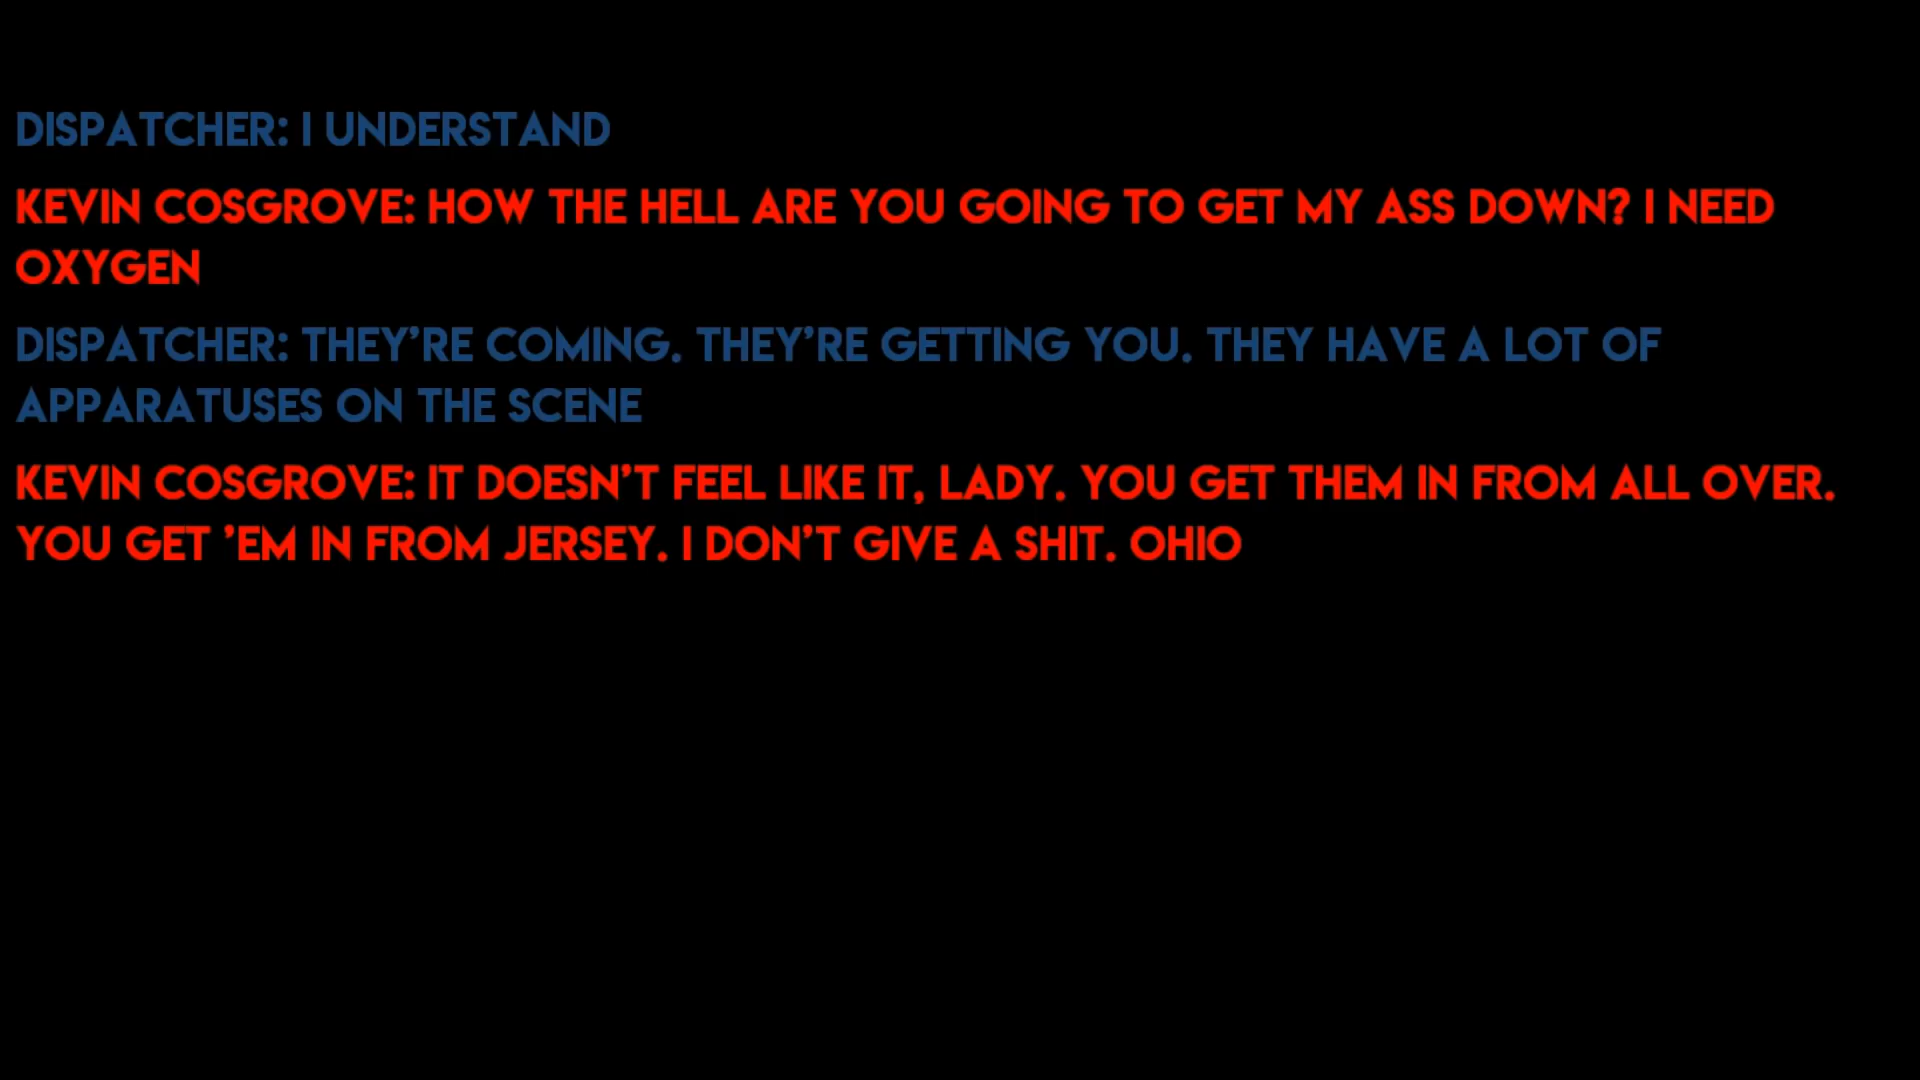 DISPATCHER: I UNDERSTAND
KEVIN COSGROVE: HOW THE HELL ARE YOU GOING TO GET MY ASS DOWN? I NEED
OXYGEN
DISPATCHER: THEY’RE COMING. THEY’RE GETTING YOU. THEY HAVE A LOT OF
APPARATUSES ON THE SCENE
KEVIN COSGROVE: IT DOESN’T FEEL LIKE IT, LADY. YOU GET THEM IN FROM ALL OVER.
YOU GET ’EM IN FROM JERSEY. I DON’T GIVE A SHIT. OHIO